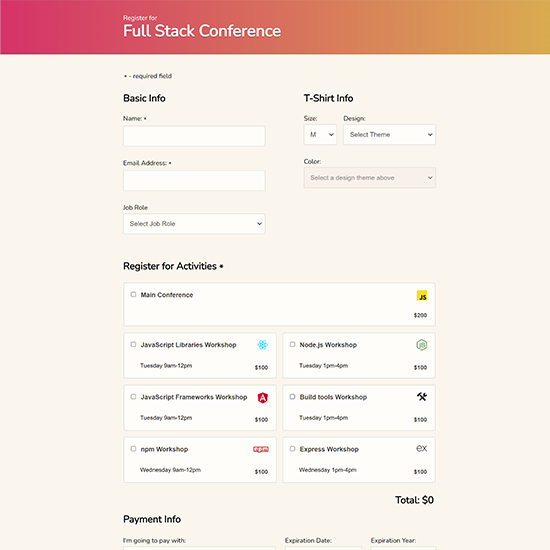 Register for
Full Stack Conference
* - required field
Basic Info
Name: *
Email Address: *
Job Role
Select Job Role
T-Shirt Info
Size:
Design:
M
Select Theme
Color:
Select a design theme above
Register for Activities *
Main Conference
JS
$200
JavaScript Libraries Workshop
Tuesday 9am-12pm
$100
Node.js Workshop
JS
Tuesday 1pm-4pm
$100
JavaScript Frameworks Workshop
A
Tuesday 9am-12pm
$100
Build tools Workshop
Tuesday 1pm-4pm
$100
npm Workshop
npm
Wednesday 9am-12pm
$100
Express Workshop
ex
Wednesday 1pm-4pm
$100
Total: $0
Payment Info
I'm going to pay with:
Expiration Date:
Expiration Year: